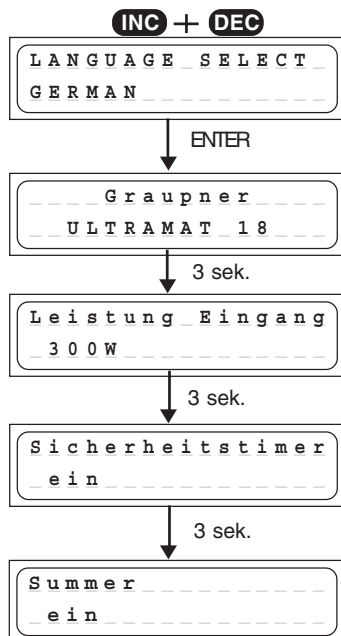 INC + DEC
LANGUAGE SELECT
GERMAN
ENTER
Graupner
ULTRAMAT 18
3 sek.
Leistung Eingang
300W
3 sek.
Sicherheitstimer
ein
3 sek.
Summer
ein